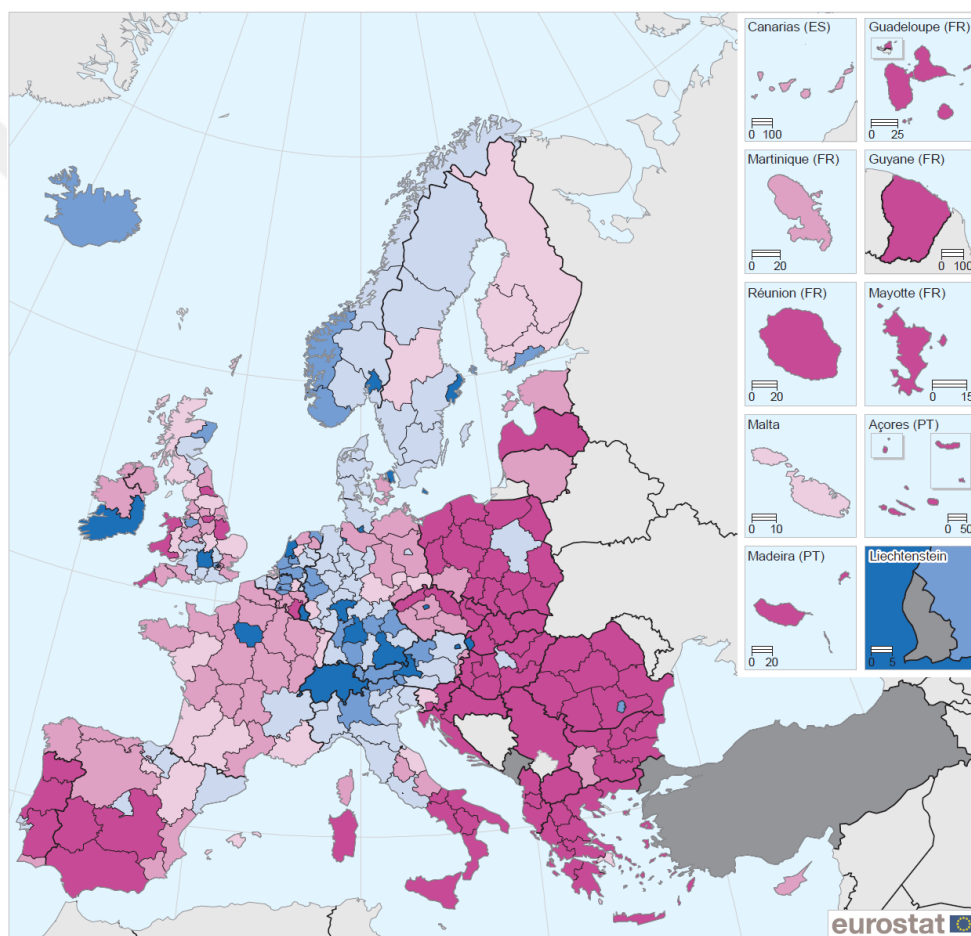 Canarias (ES)
0 100
Guadeloupe (FR)
0 25
Martinique (FR)
0 20
Guyane (FR)
0 100
Réunion (FR)
0 20
Mayotte (FR)
0 15
Malta
0 10
Açores (PT)
0 50
Madeira (PT)
0 20
Liechtenstein
0 5
eurostat